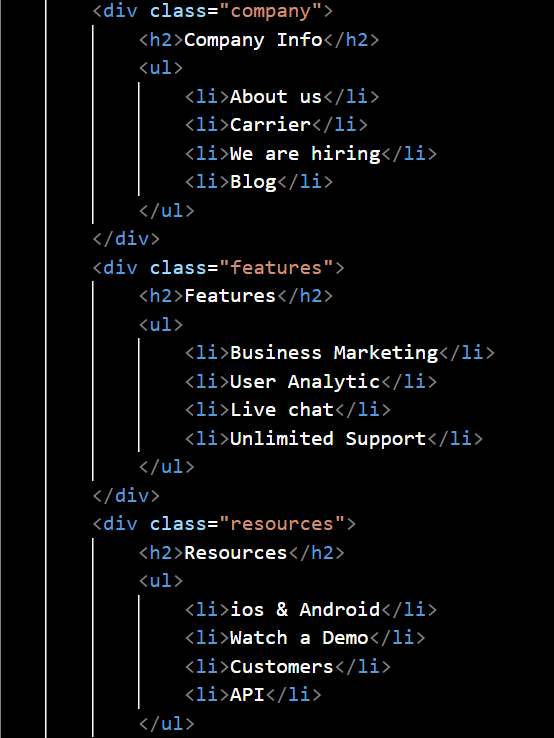 <div class="company">
<h2>Company Info</h2>
<ul>
<li>About us</li>
<li>Carrier</li>
<li>We are hiring</li>
<li>Blog</li>
</ul>
</div>
<div class="features">
<h2>Features</h2>
<ul>
<li>Business Marketing</li>
<li>User Analytic</li>
<li>Live chat</li>
<li>Unlimited Support</li>
</ul>
</div>
<div class="resources">
<h2>Resources</h2>
<ul>
<li>ios & Android</li>
<li>Watch a Demo</li>
<li>Customers</li>
<li>API</li>
</ul>